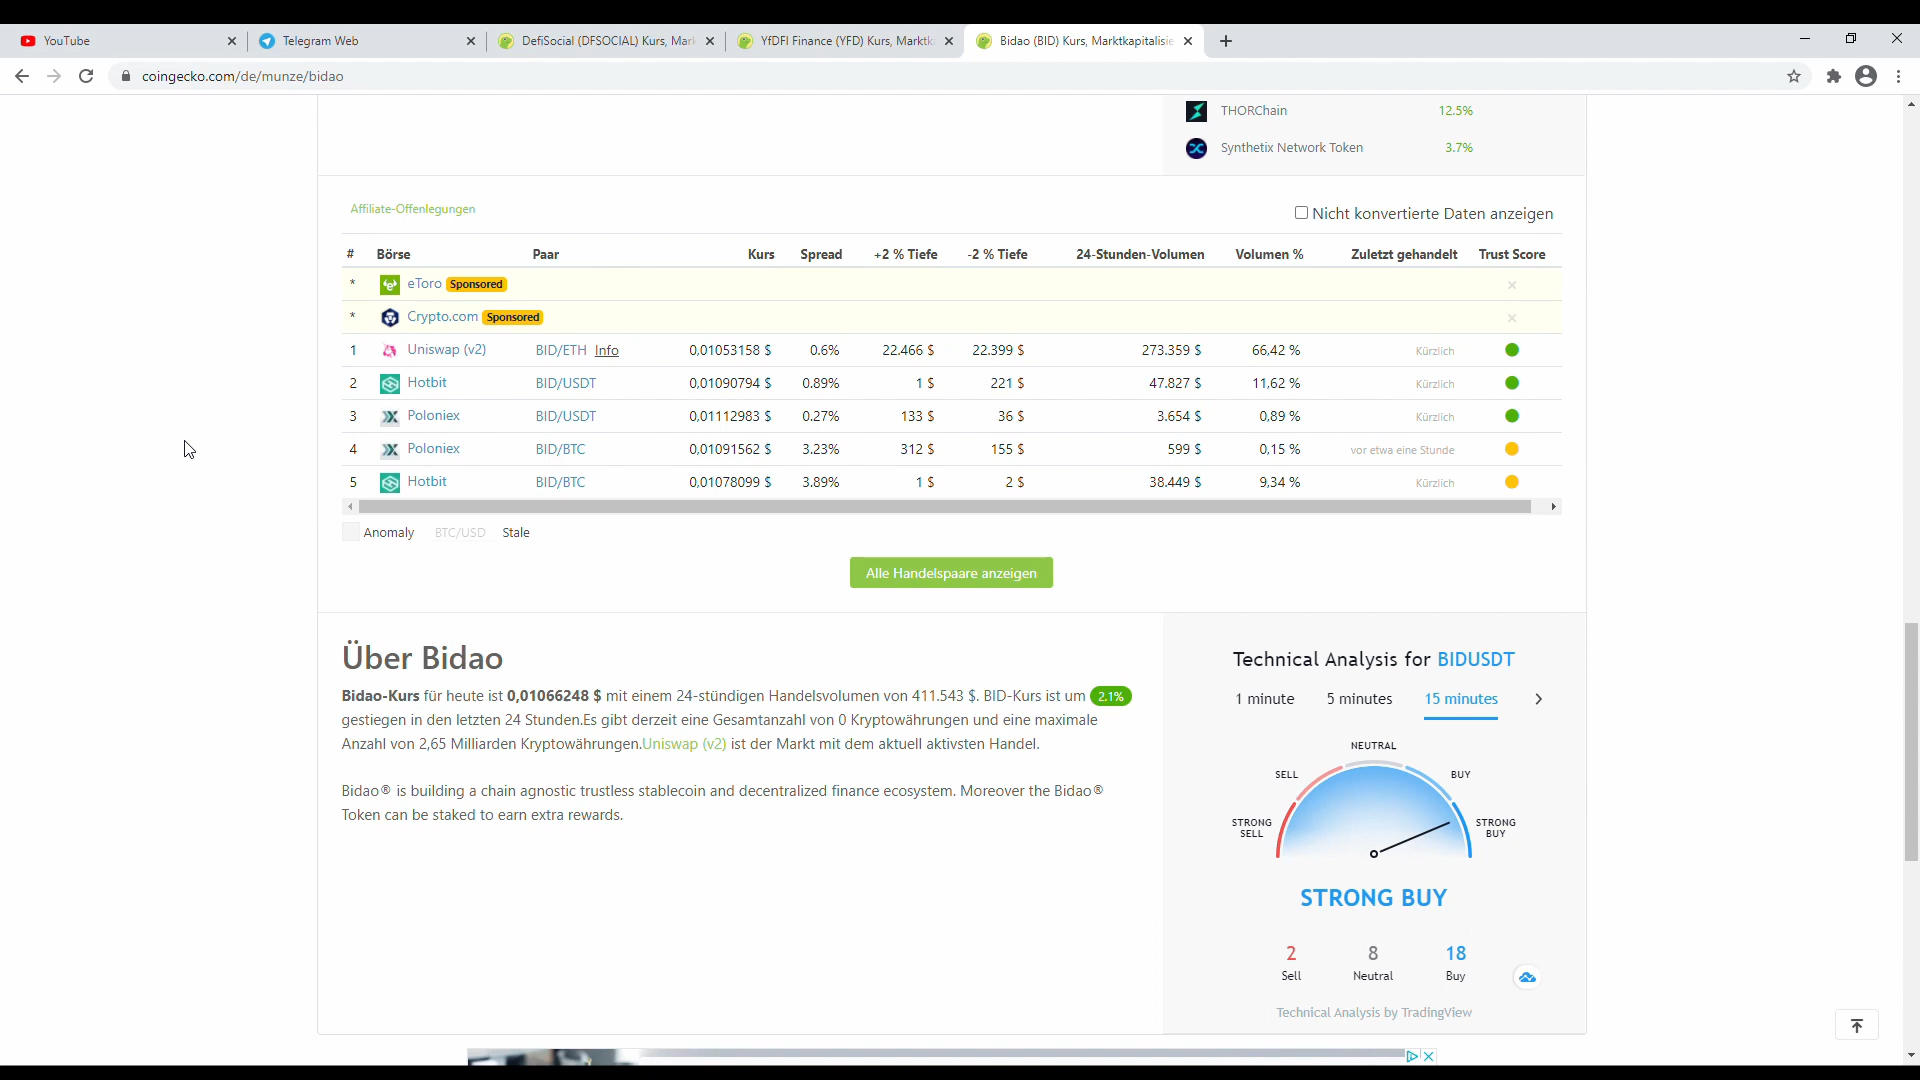 YouTube
Telegram Web
DefiSocial (DFSOCIAL) Kurs, Mark
YfDFI Finance (YFD) Kurs, Marktk
Bidao (BID) Kurs, Marktkapitalisie
coingecko.com/de/munze/bidao
THORChain 12.5%
Synthetix Network Token 3.7%
Affiliate-Offenlegungen
Nicht konvertierte Daten anzeigen
# Börse Paar Kurs Spread +2 % Tiefe -2 % Tiefe 24-Stunden-Volumen Volumen % Zuletzt gehandelt Trust Score
* eToro Sponsored
* Crypto.com Sponsored
1 Uniswap (v2) BID/ETH Info 0,01053158 $ 0.6% 22.466 $ 22.399 $ 273.359 $ 66,42 % Kürzlich
2 Hotbit BID/USDT 0,01090794 $ 0.89% 1 $ 221 $ 47.827 $ 11,62 % Kürzlich
3 Poloniex BID/USDT 0,01112983 $ 0.27% 133 $ 36 $ 3.654 $ 0,89 % Kürzlich
4 Poloniex BID/BTC 0,01091562 $ 3.23% 312 $ 155 $ 599 $ 0,15 % vor etwa eine Stunde
5 Hotbit BID/BTC 0,01078099 $ 3.89% 1 $ 2 $ 38.449 $ 9,34 % Kürzlich
Anomaly BTC/USD Stale
Alle Handelspaare anzeigen
Über Bidao
Bidao-Kurs für heute ist 0,01066248 $ mit einem 24-stündigen Handelsvolumen von 411.543 $. BID-Kurs ist um 2.1%
gestiegen in den letzten 24 Stunden.Es gibt derzeit eine Gesamtanzahl von 0 Kryptowährungen und eine maximale
Anzahl von 2,65 Milliarden Kryptowährungen.Uniswap (v2) ist der Markt mit dem aktuell aktivsten Handel.
Bidao® is building a chain agnostic trustless stablecoin and decentralized finance ecosystem. Moreover the Bidao®
Token can be staked to earn extra rewards.
Technical Analysis for BIDUSDT
1 minute 5 minutes 15 minutes
NEUTRAL
SELL BUY
STRONG SELL
STRONG BUY
STRONG BUY
2 8 18
Sell Neutral Buy
Technical Analysis by TradingView